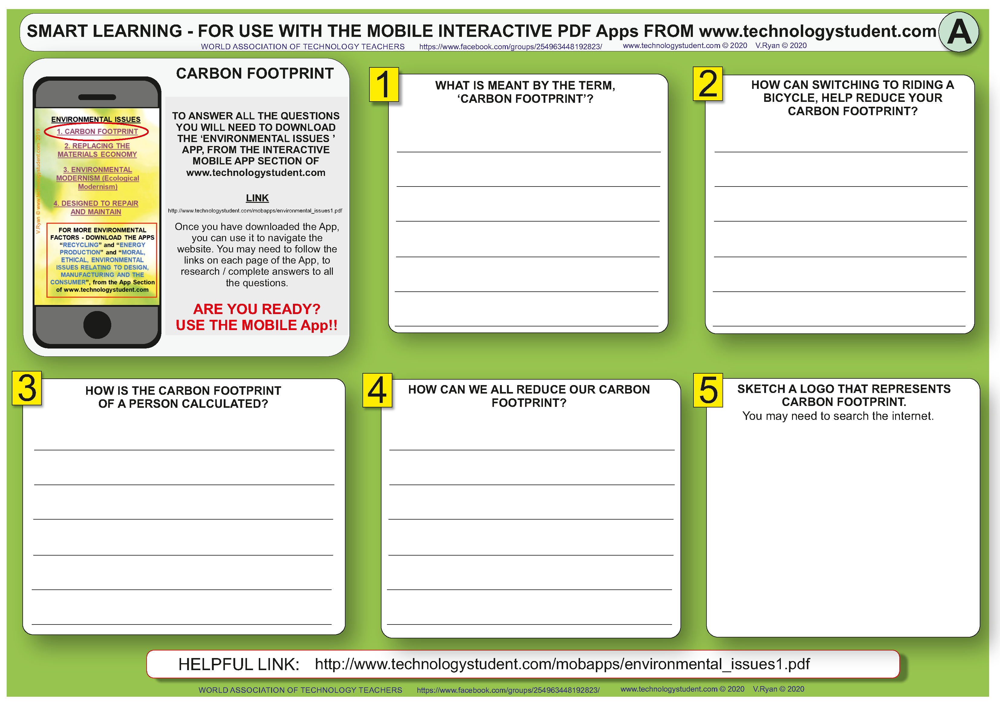 SMART LEARNING - FOR USE WITH THE MOBILE INTERACTIVE PDF Apps FROM www.technologystudent.com
A
WORLD ASSOCIATION OF TECHNOLOGY TEACHERS https://www.facebook.com/groups/254963448192823/ www.technologystudent.com © 2020 V.Ryan © 2020
CARBON FOOTPRINT
ENVIRONMENTAL ISSUES
1. CARBON FOOTPRINT
2. REPLACING THE
MATERIALS ECONOMY
3. ENVIRONMENTAL
MODERNISM (Ecological
Modernism)
4. DESIGNED TO REPAIR
AND MAINTAIN
FOR MORE ENVIRONMENTAL
FACTORS - DOWNLOAD THE APPS
“RECYCLING” and “ENERGY
PRODUCTION” and “MORAL,
ETHICAL, ENVIRONMENTAL
ISSUES RELATING TO DESIGN,
MANUFACTURING AND THE
CONSUMER”, from the App Section
of www.technologystudent.com
V.Ryan © www.technologystudent.com 2019
TO ANSWER ALL THE QUESTIONS
YOU WILL NEED TO DOWNLOAD
THE ‘ENVIRONMENTAL ISSUES ’
APP, FROM THE INTERACTIVE
MOBILE APP SECTION OF
www.technologystudent.com
LINK
http://www.technologystudent.com/mobapps/environmental_issues1.pdf
Once you have downloaded the App,
you can use it to navigate the
website. You may need to follow the
links on each page of the App, to
research / complete answers to all
the questions.
ARE YOU READY?
USE THE MOBILE App!!
1
WHAT IS MEANT BY THE TERM,
‘CARBON FOOTPRINT’?
2
HOW CAN SWITCHING TO RIDING A
BICYCLE, HELP REDUCE YOUR
CARBON FOOTPRINT?
3
HOW IS THE CARBON FOOTPRINT
OF A PERSON CALCULATED?
4
HOW CAN WE ALL REDUCE OUR CARBON
FOOTPRINT?
5
SKETCH A LOGO THAT REPRESENTS
CARBON FOOTPRINT.
You may need to search the internet.
HELPFUL LINK: http://www.technologystudent.com/mobapps/environmental_issues1.pdf
WORLD ASSOCIATION OF TECHNOLOGY TEACHERS https://www.facebook.com/groups/254963448192823/ www.technologystudent.com © 2020 V.Ryan © 2020